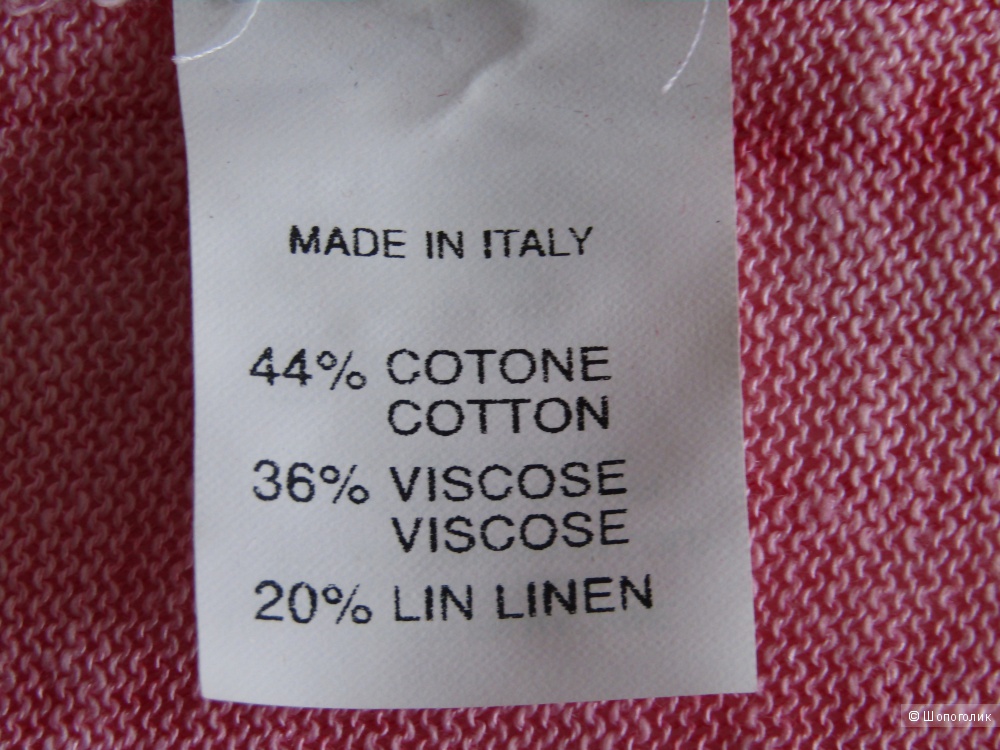 MADE IN ITALY
44% COTONE
COTTON
36% VISCOSE
VISCOSE
20% LIN LINEN
© Шопоголик